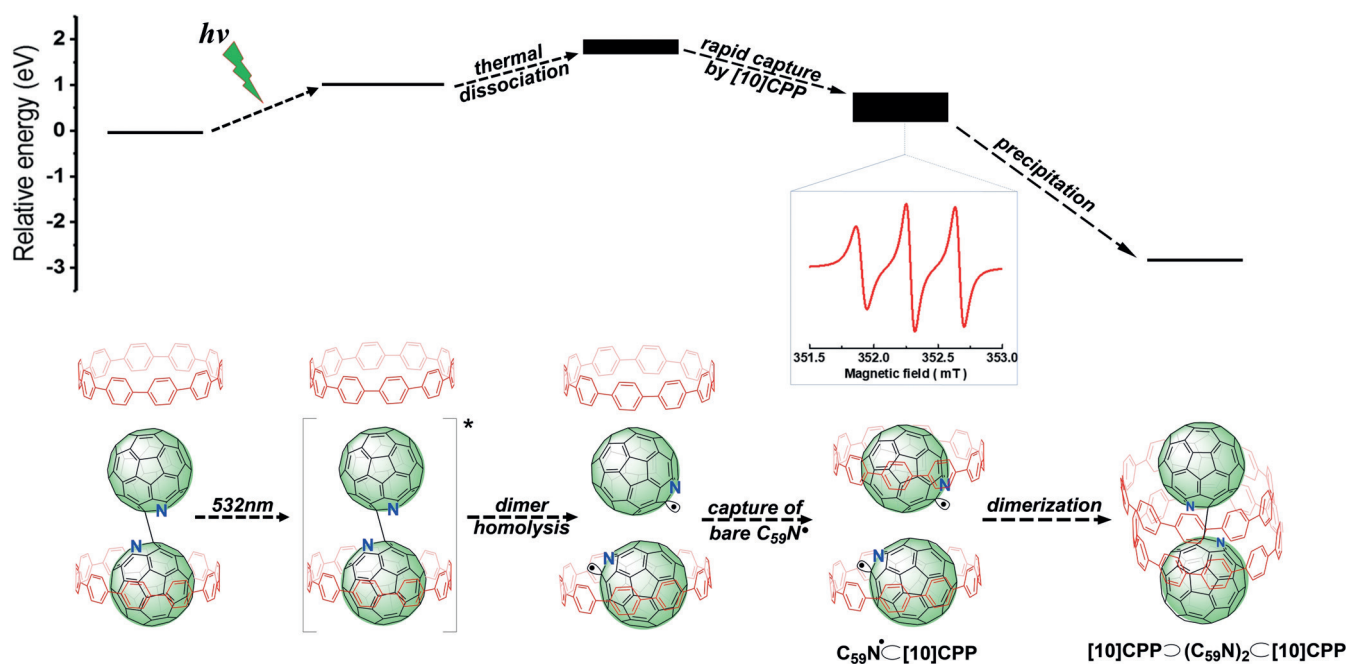 hν
Relative energy (eV)
2
1
0
-1
-2
-3
thermal
dissociation
rapid capture
by [10]CPP
precipitation
351.5 352.0 352.5 353.0
Magnetic field ( mT )
N
N
532nm
*
N
N
dimer
homolysis
N
N
capture of
bare C₅₉N•
N
N
dimerization
N
N
C₅₉N•⊂[10]CPP
[10]CPP⊃(C₅₉N)₂⊂[10]CPP